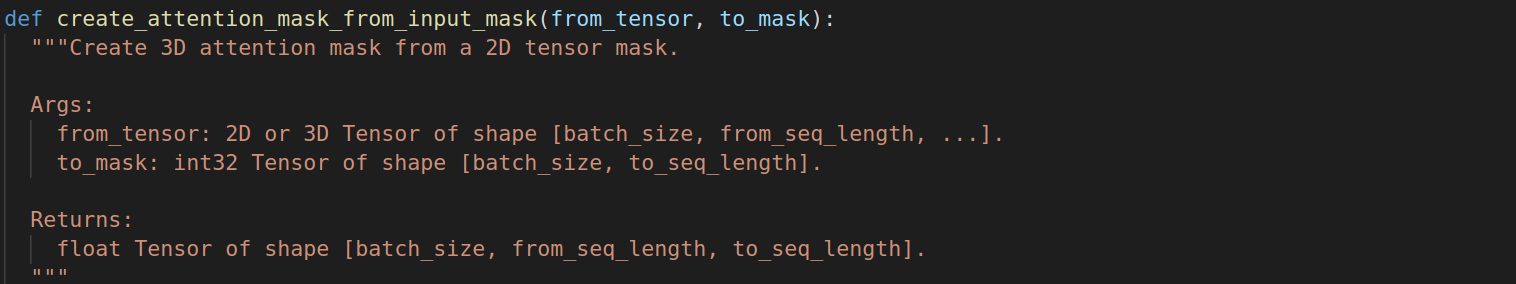 def create_attention_mask_from_input_mask(from_tensor, to_mask):
"""Create 3D attention mask from a 2D tensor mask.
Args:
from_tensor: 2D or 3D Tensor of shape [batch_size, from_seq_length, ...].
to_mask: int32 Tensor of shape [batch_size, to_seq_length].
Returns:
float Tensor of shape [batch_size, from_seq_length, to_seq_length].
"""